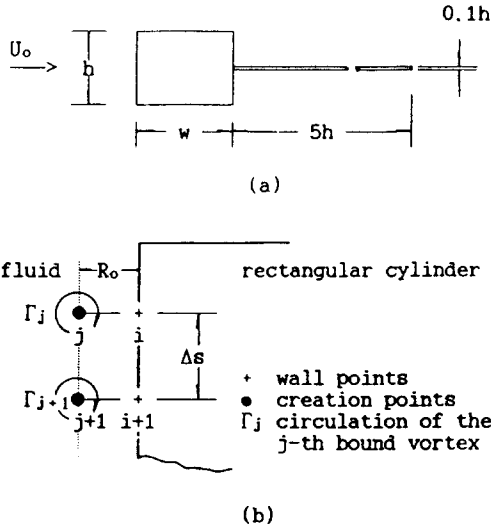 0.1h
U₀
h
w
5h
(a)
fluid
R₀
rectangular cylinder
Γj
j
i
Δs
Γj+1
j+1
i+1
+ wall points
● creation points
Γj circulation of the
j-th bound vortex
(b)